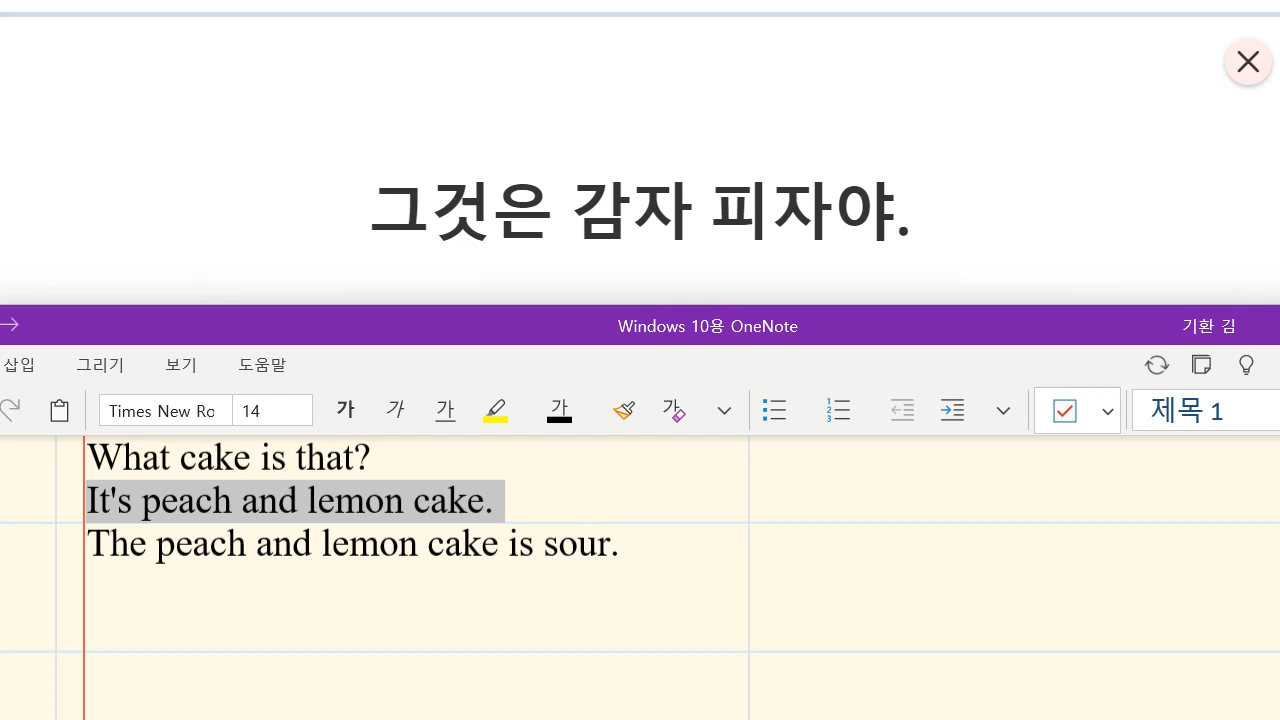 그것은 감자 피자야.
Windows 10용 OneNote
기환 김
삽입 그리기 보기 도움말
Times New Ro 14 가 가 가 가 가 제목 1
What cake is that?
It's peach and lemon cake.
The peach and lemon cake is sour.